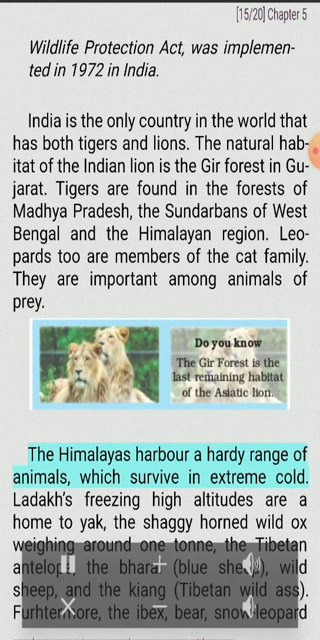 [15/20] Chapter 5
Wildlife Protection Act, was implemen-
ted in 1972 in India.
India is the only country in the world that
has both tigers and lions. The natural hab-
itat of the Indian lion is the Gir forest in Gu-
jarat. Tigers are found in the forests of
Madhya Pradesh, the Sundarbans of West
Bengal and the Himalayan region. Leo-
pards too are members of the cat family.
They are important among animals of
prey.
Do you know
The Gir Forest is the
last remaining habitat
of the Asiatic lion.
The Himalayas harbour a hardy range of
animals, which survive in extreme cold.
Ladakh's freezing high altitudes are a
home to yak, the shaggy horned wild ox
weighing around one tonne, the Tibetan
antelope, the bharal (blue sheep), wild
sheep, and the kiang (Tibetan wild ass).
Furhtermore, the ibex, bear, snow-leopard